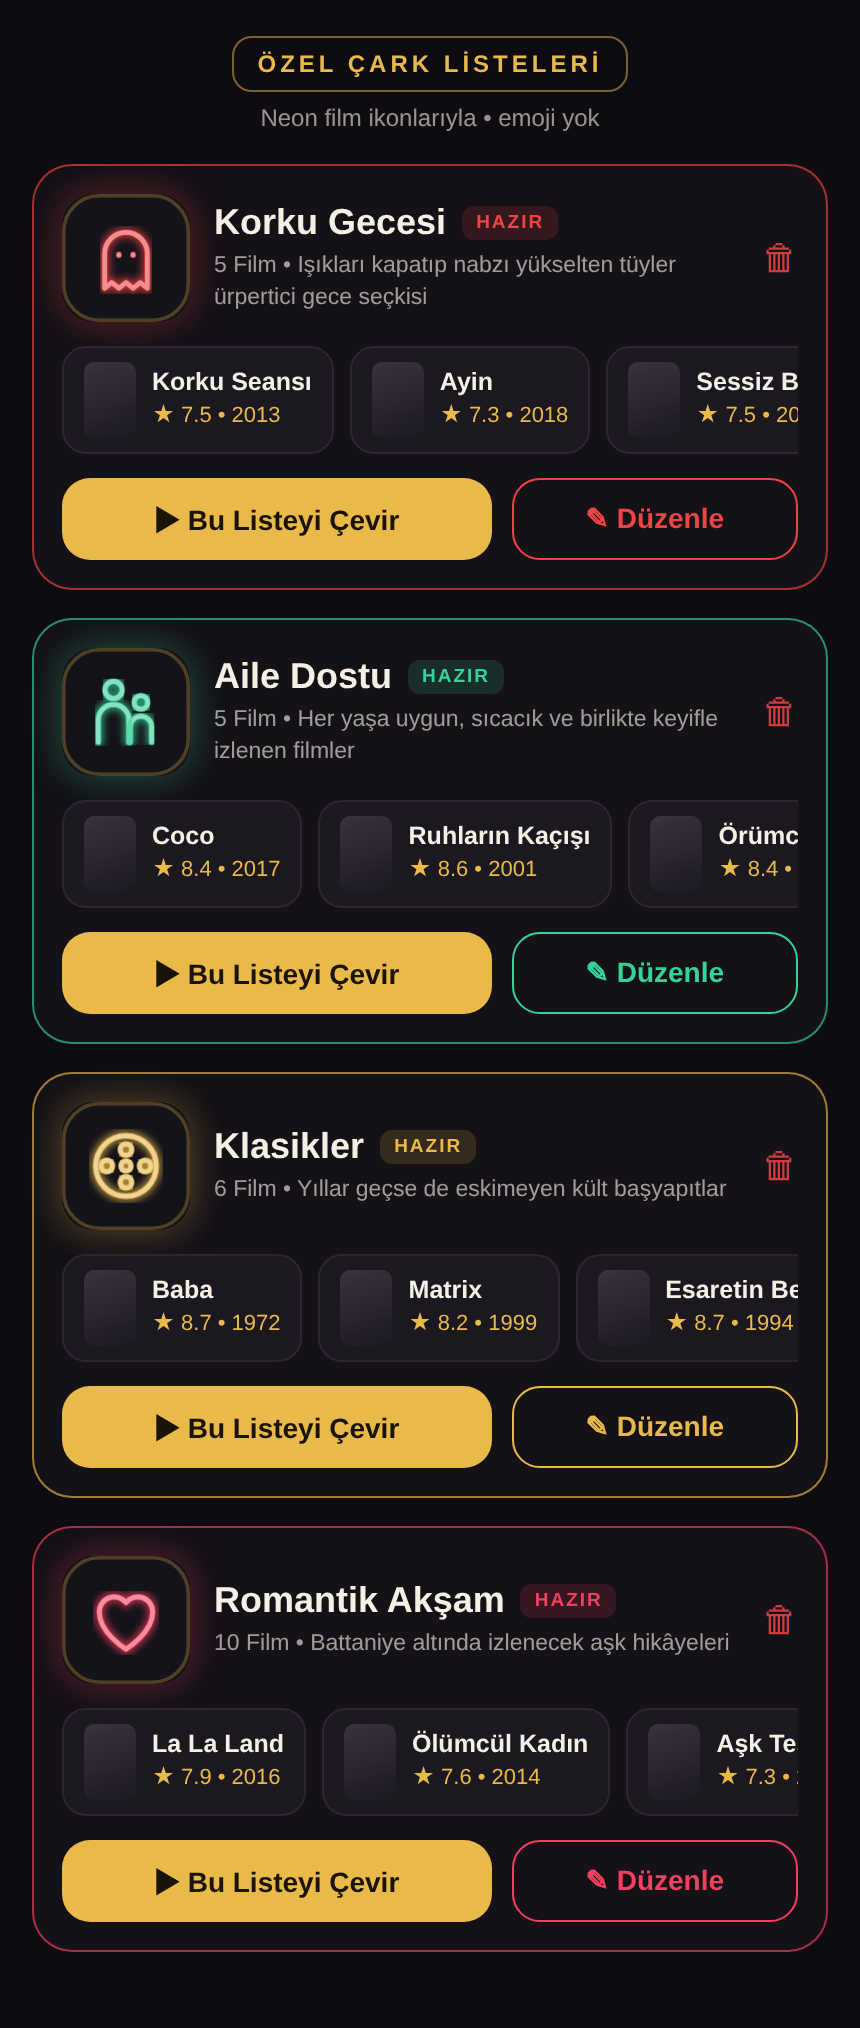 ÖZEL ÇARK LİSTELERİ
Neon film ikonlarıyla • emoji yok
Korku Gecesi HAZIR
5 Film • Işıkları kapatıp nabzı yükselten tüyler
ürpertici gece seçkisi
Korku Seansı Ayin Sessiz B
★ 7.5 • 2013 ★ 7.3 • 2018 ★ 7.5 • 20
▶ Bu Listeyi Çevir ✎ Düzenle
Aile Dostu HAZIR
5 Film • Her yaşa uygun, sıcacık ve birlikte keyifle
izlenen filmler
Coco Ruhların Kaçışı Örümc
★ 8.4 • 2017 ★ 8.6 • 2001 ★ 8.4 •
▶ Bu Listeyi Çevir ✎ Düzenle
Klasikler HAZIR
6 Film • Yıllar geçse de eskimeyen kült başyapıtlar
Baba Matrix Esaretin Be
★ 8.7 • 1972 ★ 8.2 • 1999 ★ 8.7 • 1994
▶ Bu Listeyi Çevir ✎ Düzenle
Romantik Akşam HAZIR
10 Film • Battaniye altında izlenecek aşk hikâyeleri
La La Land Ölümcül Kadın Aşk Te
★ 7.9 • 2016 ★ 7.6 • 2014 ★ 7.3 •
▶ Bu Listeyi Çevir ✎ Düzenle